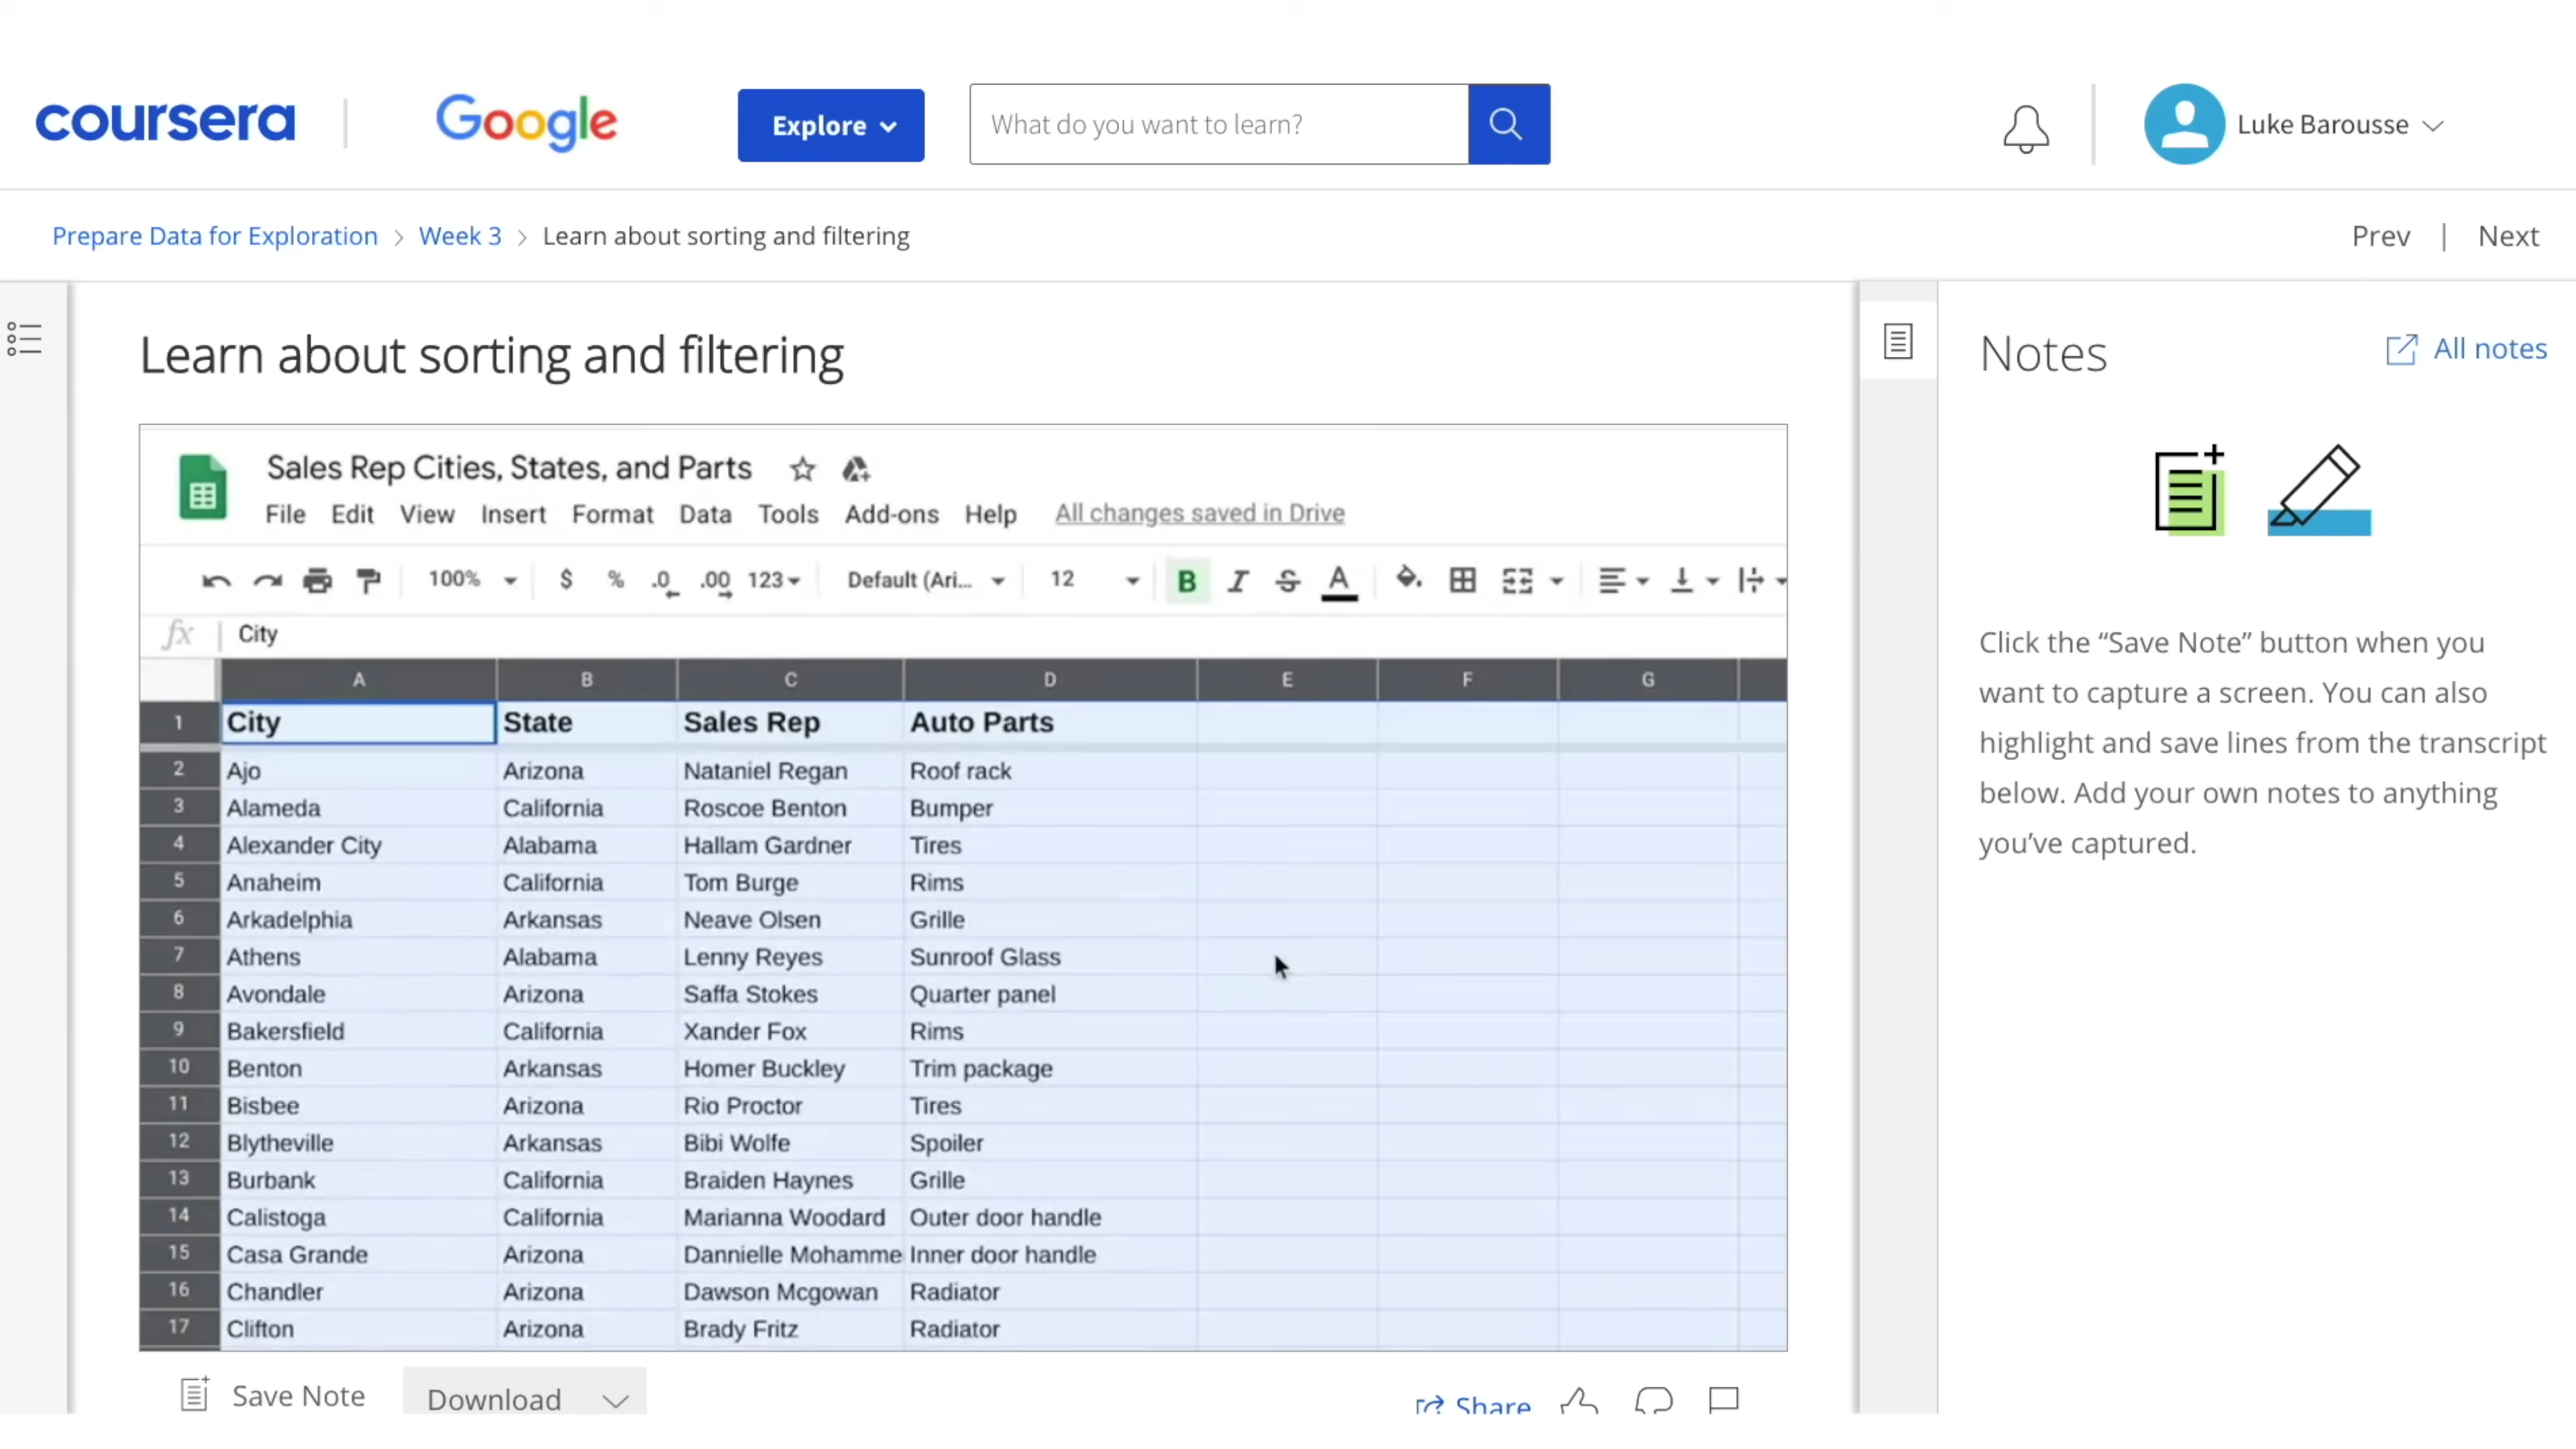 coursera Google Explore What do you want to learn? Luke Barousse
Prepare Data for Exploration > Week 3 > Learn about sorting and filtering Prev | Next
Learn about sorting and filtering
Notes All notes
Sales Rep Cities, States, and Parts
File Edit View Insert Format Data Tools Add-ons Help All changes saved in Drive
100% $ % .0 .00 123 Default (Ari... 12 B I S A
fx City
A B C D E F G
1 City State Sales Rep Auto Parts
2 Ajo Arizona Nataniel Regan Roof rack
3 Alameda California Roscoe Benton Bumper
4 Alexander City Alabama Hallam Gardner Tires
5 Anaheim California Tom Burge Rims
6 Arkadelphia Arkansas Neave Olsen Grille
7 Athens Alabama Lenny Reyes Sunroof Glass
8 Avondale Arizona Saffa Stokes Quarter panel
9 Bakersfield California Xander Fox Rims
10 Benton Arkansas Homer Buckley Trim package
11 Bisbee Arizona Rio Proctor Tires
12 Blytheville Arkansas Bibi Wolfe Spoiler
13 Burbank California Braiden Haynes Grille
14 Calistoga California Marianna Woodard Outer door handle
15 Casa Grande Arizona Dannielle Mohamme Inner door handle
16 Chandler Arizona Dawson Mcgowan Radiator
17 Clifton Arizona Brady Fritz Radiator
Save Note Download Share
Click the “Save Note” button when you
want to capture a screen. You can also
highlight and save lines from the transcript
below. Add your own notes to anything
you’ve captured.